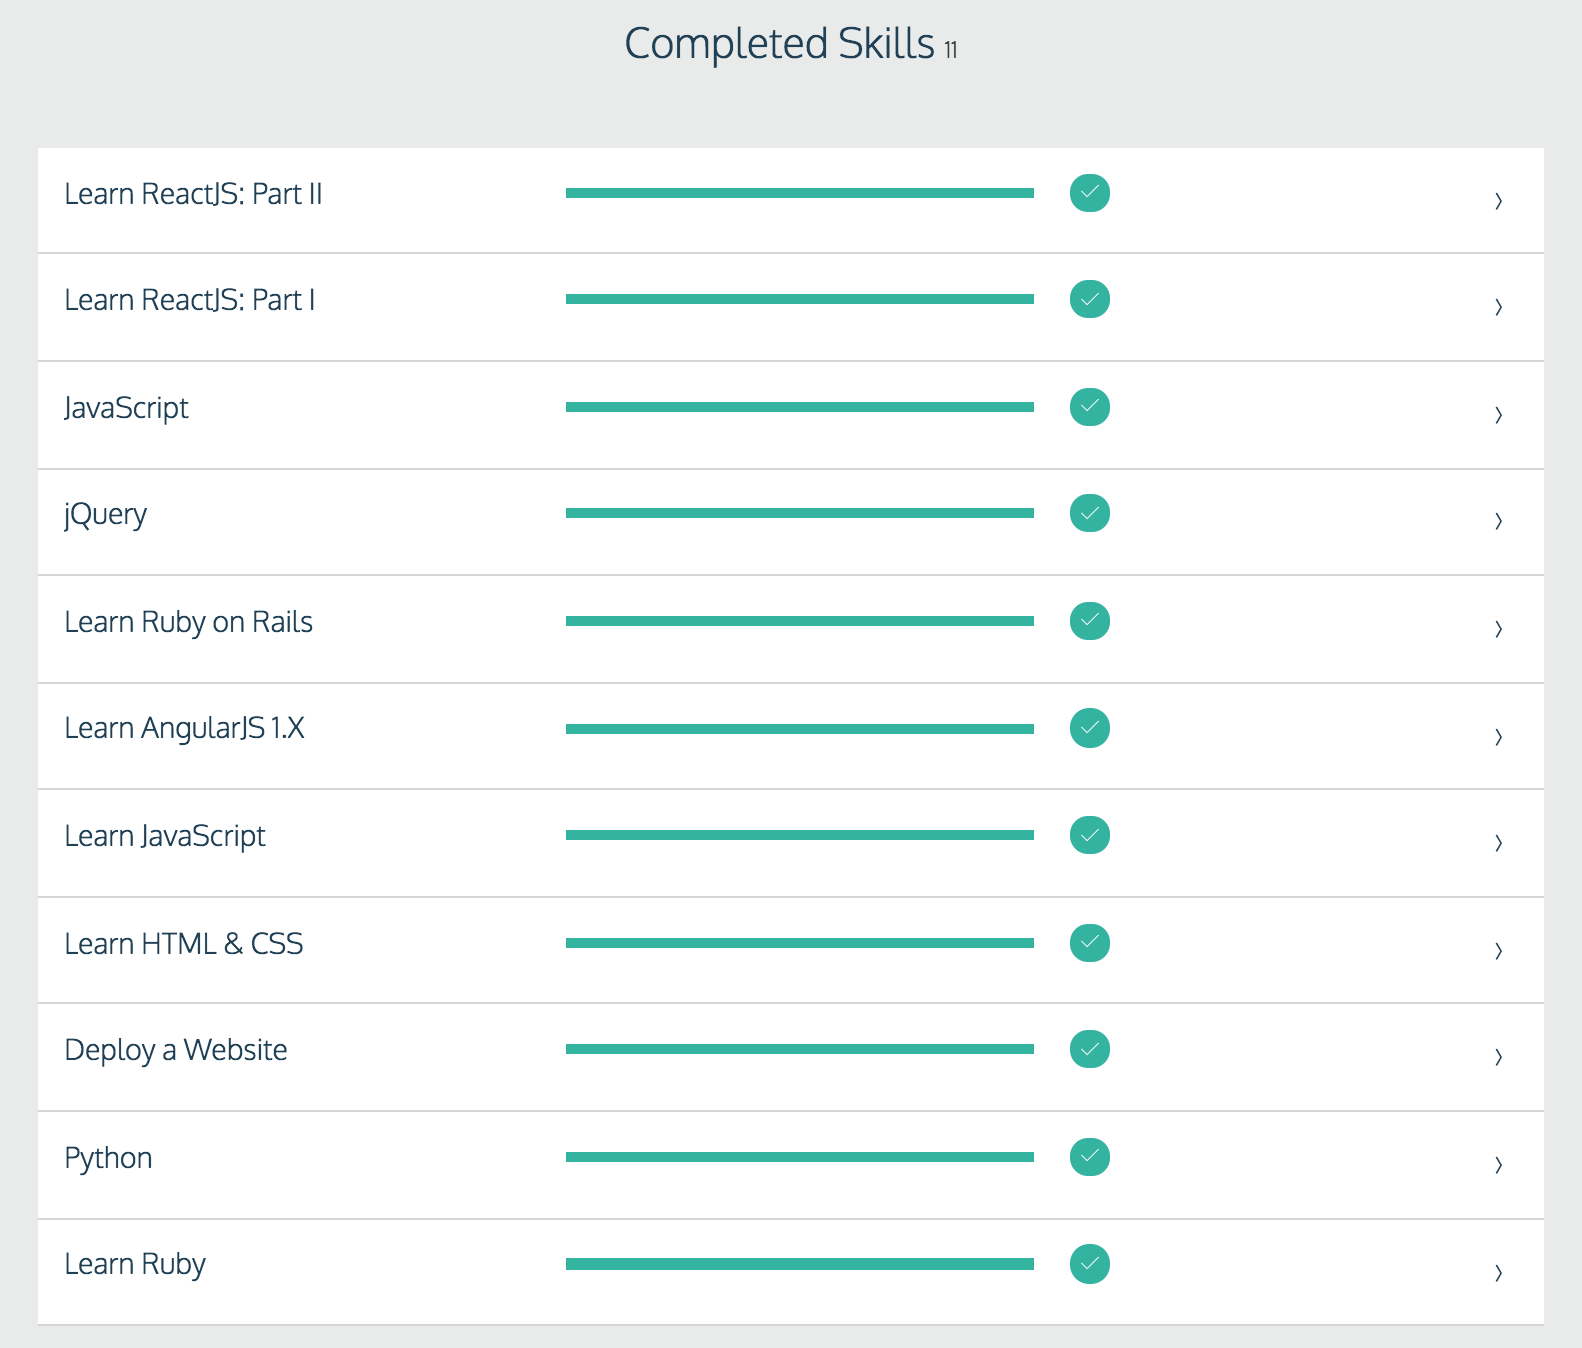 Completed Skills 11
Learn ReactJS: Part II
Learn ReactJS: Part I
JavaScript
jQuery
Learn Ruby on Rails
Learn AngularJS 1.X
Learn JavaScript
Learn HTML & CSS
Deploy a Website
Python
Learn Ruby